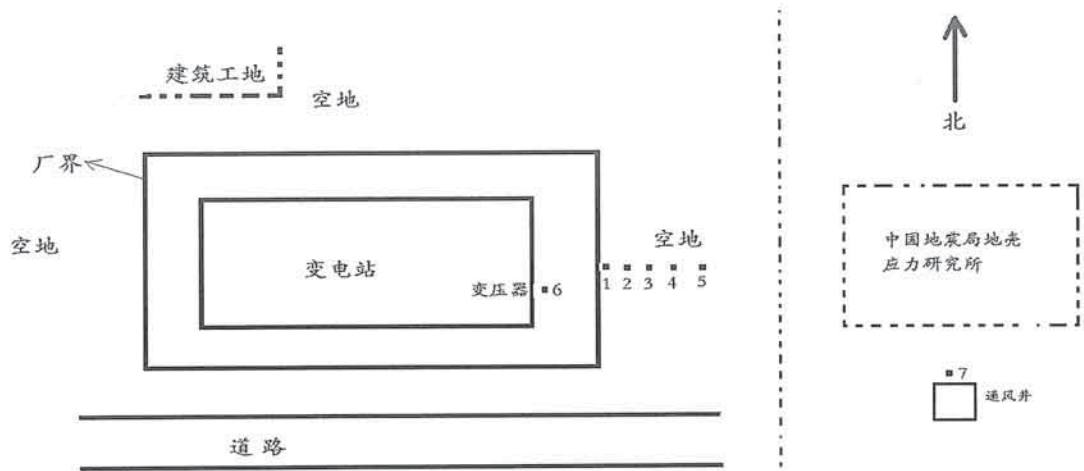 建筑工地
空地
北
厂界
空地
变电站
变压器
6
空地
1 2 3 4 5
中国地震局地壳
应力研究所
7
通风井
道路